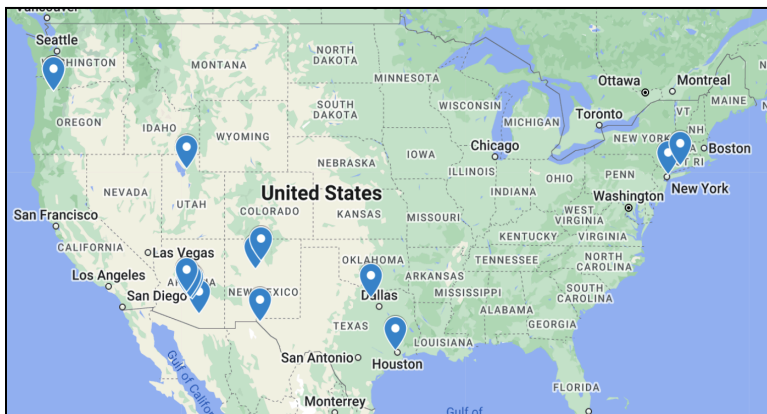 Vancouver
Seattle
WASHINGTON
MONTANA
NORTH
DAKOTA
MINNESOTA
Ottawa
Montreal
MAINE
VT
NH
OREGON
IDAHO
SOUTH
DAKOTA
WISCONSIN
MICHIGAN
Toronto
NEW YORK
WYOMING
Chicago
Boston
CT RI
NEBRASKA
IOWA
ILLINOIS
INDIANA
OHIO
PENN
New York
NEVADA
UTAH
United States
COLORADO
KANSAS
MISSOURI
WEST
VIRGINIA
Washington
San Francisco
CALIFORNIA
Las Vegas
KENTUCKY
VIRGINIA
Los Angeles
San Diego
NEW MEXICO
OKLAHOMA
ARKANSAS
TENNESSEE
NORTH
CAROLINA
MISSISSIPPI
SOUTH
CAROLINA
Dallas
ALABAMA
GEORGIA
TEXAS
LOUISIANA
San Antonio
Houston
Gulf of
Monterrey
Gulf of
FLORIDA